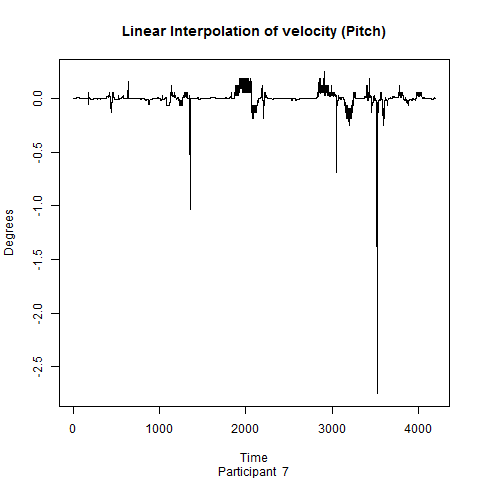 Linear Interpolation of velocity (Pitch)
Degrees
0.0
-0.5
-1.0
-1.5
-2.0
-2.5
0 1000 2000 3000 4000
Time
Participant 7